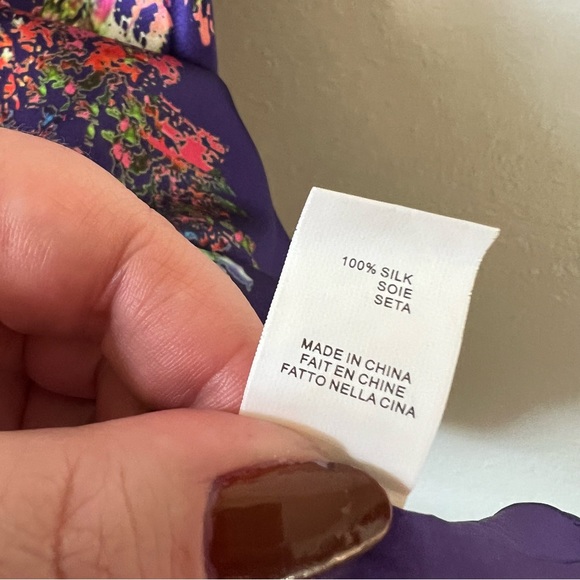 100% SILK
SOIE
SETA
MADE IN CHINA
FAIT EN CHINE
FATTO NELLA CINA